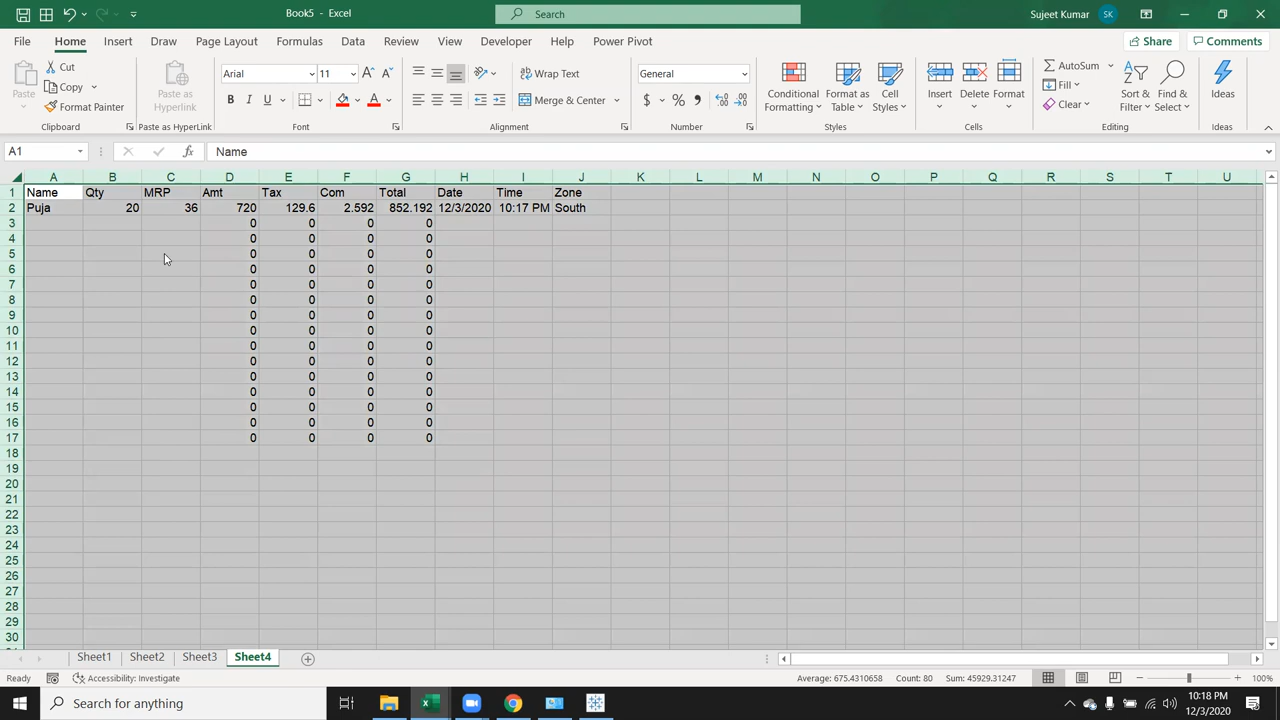 Book5 - Excel
Search
Sujeet Kumar
SK
File Home Insert Draw Page Layout Formulas Data Review View Developer Help Power Pivot
Share
Comments
Paste
Cut
Copy
Format Painter
Clipboard
Paste as
Hyperlink
Paste as HyperLink
Arial
11
B I U
Font
Wrap Text
Merge & Center
Alignment
General
$ % ,
Number
Conditional
Formatting
Format as
Table
Cell
Styles
Styles
Insert
Delete
Format
Cells
AutoSum
Fill
Clear
Sort &
Filter
Find &
Select
Editing
Ideas
Ideas
A1
fx
Name
A B C D E F G H I J K L M N O P Q R S T U
1 Name Qty MRP Amt Tax Com Total Date Time Zone
2 Puja 20 36 720 129.6 2.592 852.192 12/3/2020 10:17 PM South
3 0 0 0 0
4 0 0 0 0
5 0 0 0 0
6 0 0 0 0
7 0 0 0 0
8 0 0 0 0
9 0 0 0 0
10 0 0 0 0
11 0 0 0 0
12 0 0 0 0
13 0 0 0 0
14 0 0 0 0
15 0 0 0 0
16 0 0 0 0
17 0 0 0 0
18
19
20
21
22
23
24
25
26
27
28
29
30
Sheet1 Sheet2 Sheet3 Sheet4
Ready
Accessibility: Investigate
Average: 675.4310658 Count: 80 Sum: 45929.31247
100%
Search for anything
10:18 PM
12/3/2020